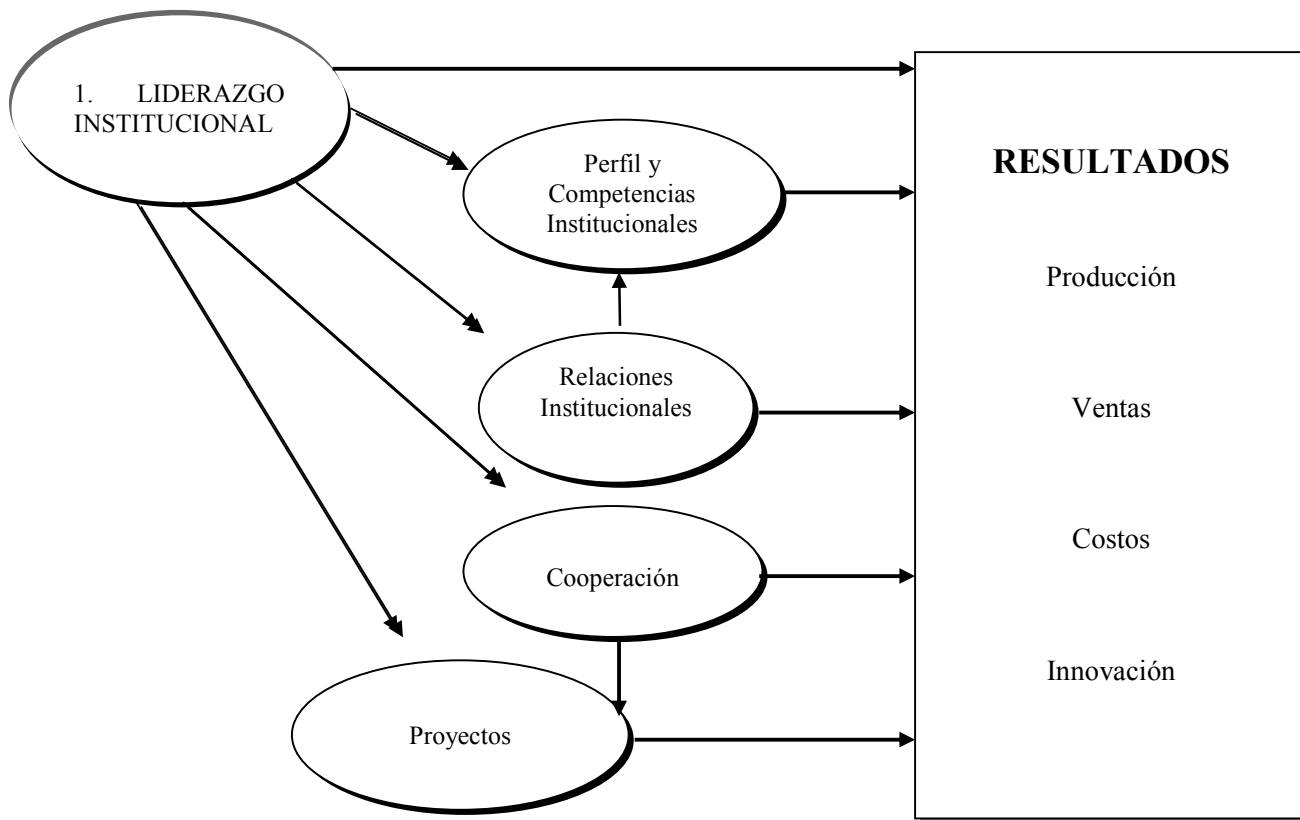 1. LIDERAZGO
INSTITUCIONAL
Perfil y
Competencias
Institucionales
Relaciones
Institucionales
Cooperación
Proyectos
RESULTADOS
Producción
Ventas
Costos
Innovación